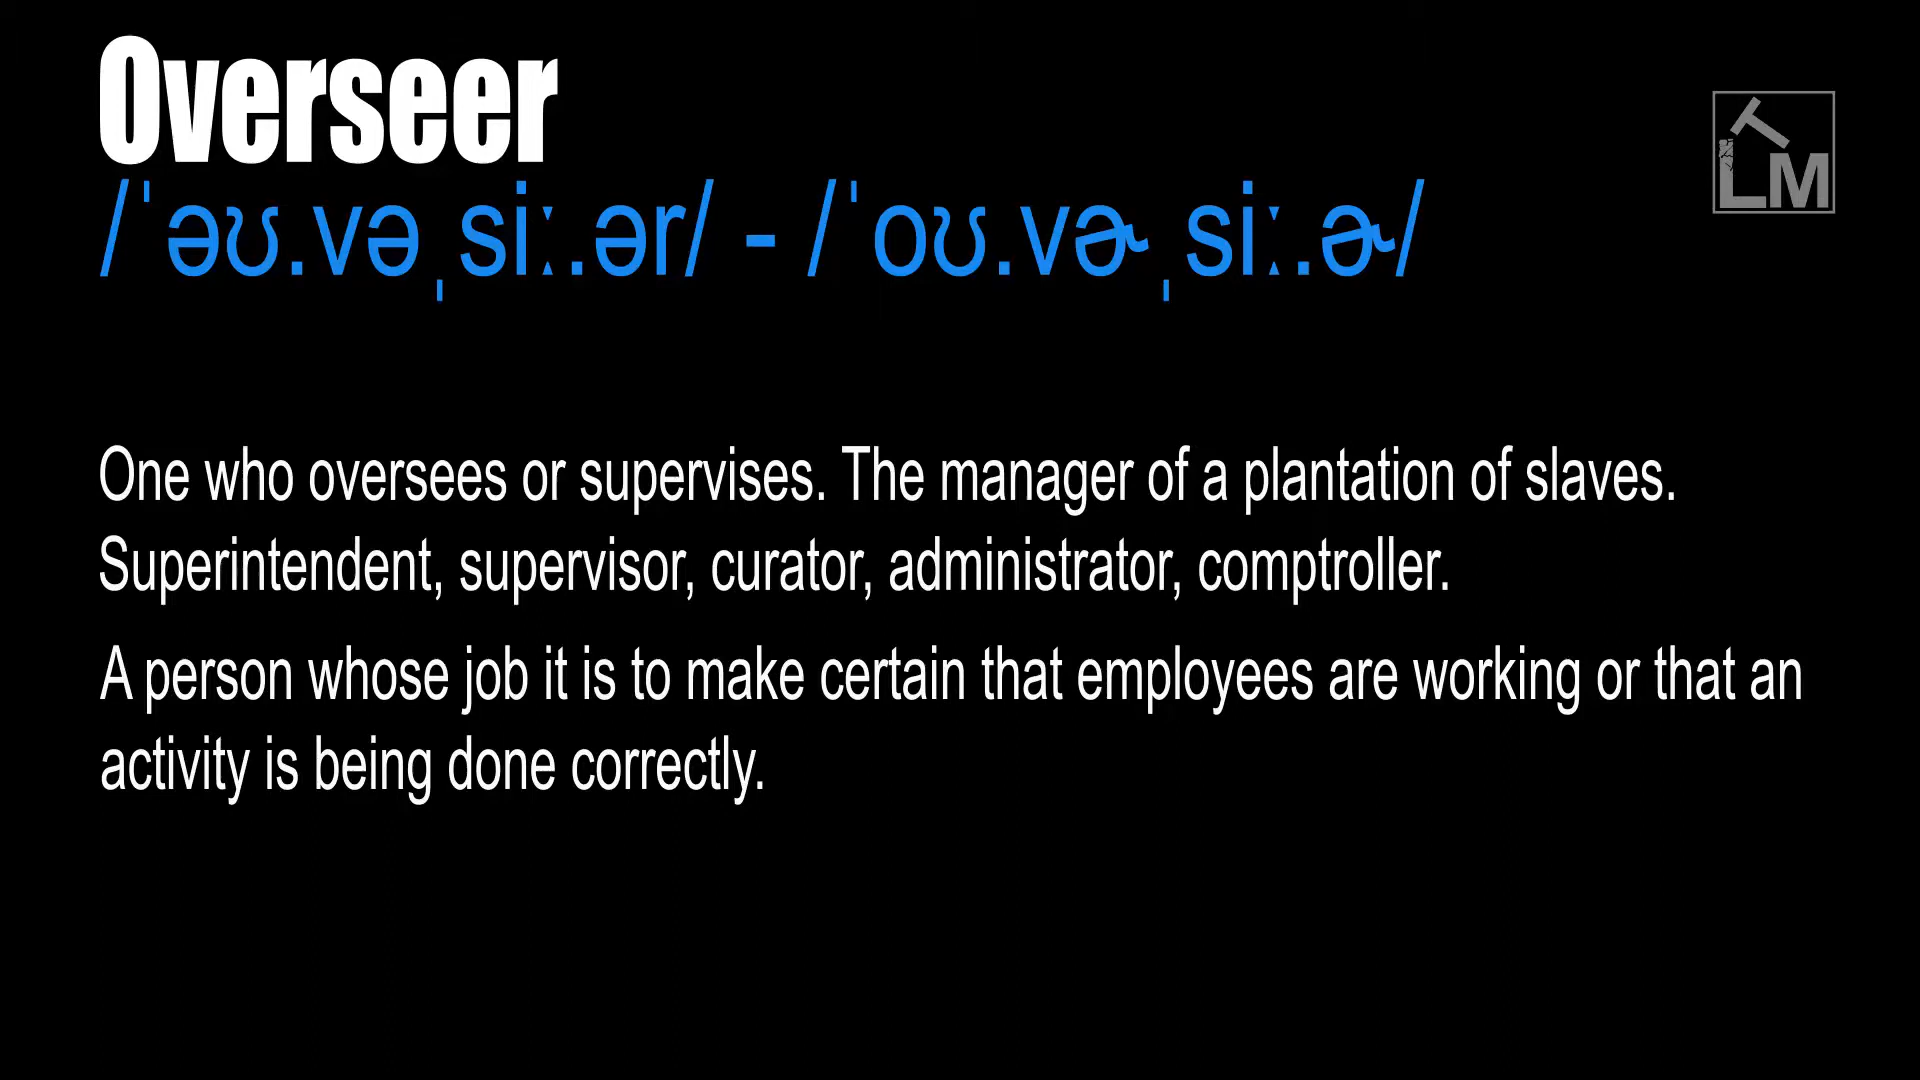 Overseer
/ˈəʊ.vəˌsiː.ər/ - /ˈoʊ.vɚˌsiː.ɚ/
LTM
One who oversees or supervises. The manager of a plantation of slaves.
Superintendent, supervisor, curator, administrator, comptroller.
A person whose job it is to make certain that employees are working or that an
activity is being done correctly.